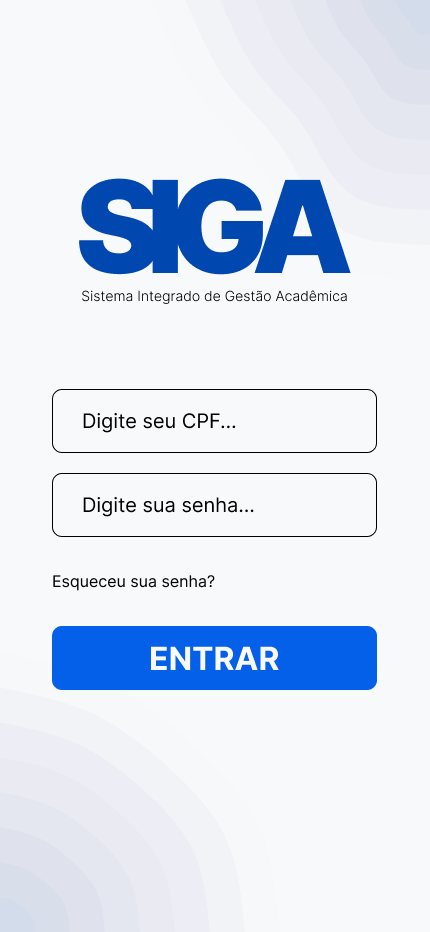 SIGA
Sistema Integrado de Gestão Acadêmica
Digite seu CPF...
Digite sua senha...
Esqueceu sua senha?
ENTRAR